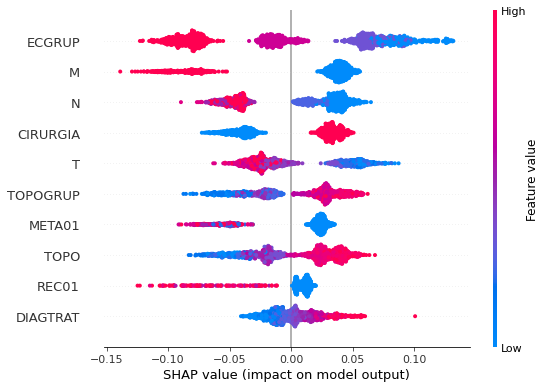 High
ECGRUP
M
N
CIRURGIA
T
TOPOGRUP
META01
TOPO
REC01
DIAGTRAT
Feature value
Low
−0.15 −0.10 −0.05 0.00 0.05 0.10
SHAP value (impact on model output)